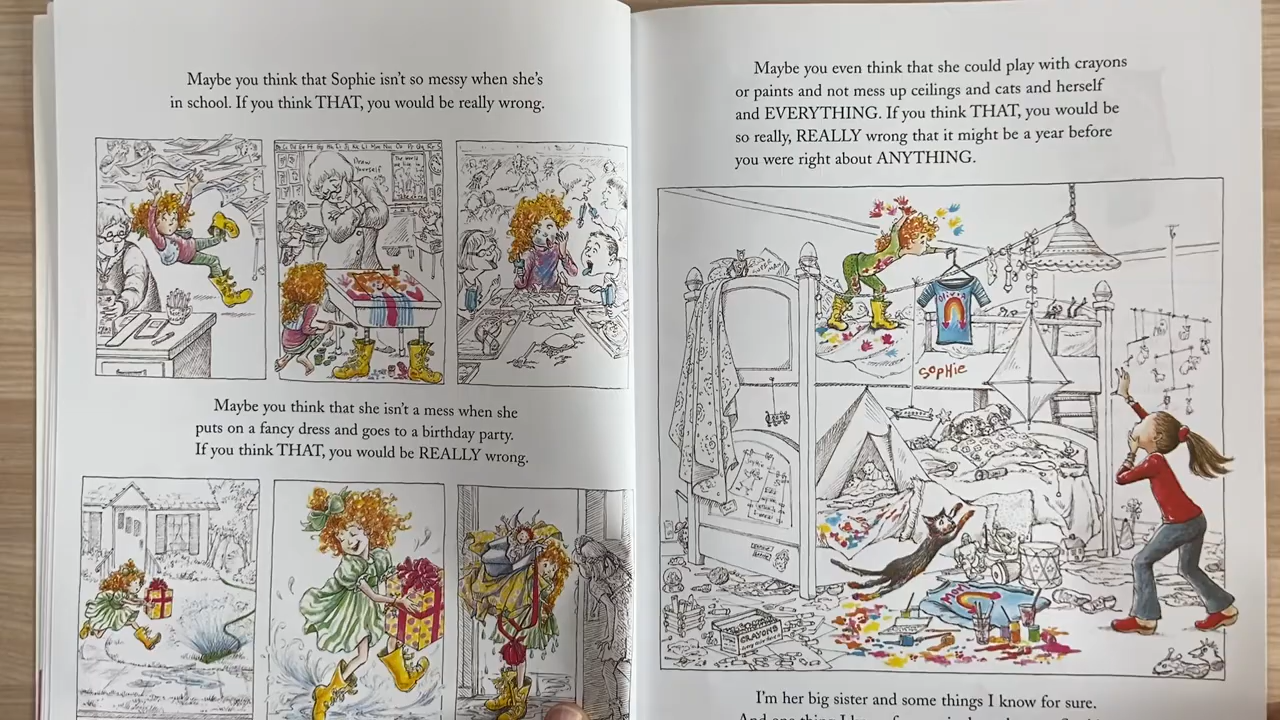 Maybe you think that Sophie isn't so messy when she's
in school. If you think THAT, you would be really wrong.
Draw
Yourself
Maybe you think that she isn't a mess when she
puts on a fancy dress and goes to a birthday party.
If you think THAT, you would be REALLY wrong.
Maybe you even think that she could play with crayons
or paints and not mess up ceilings and cats and herself
and EVERYTHING. If you think THAT, you would be
so really, REALLY wrong that it might be a year before
you were right about ANYTHING.
SOPHIE
CRAYONS
I'm her big sister and some things I know for sure.